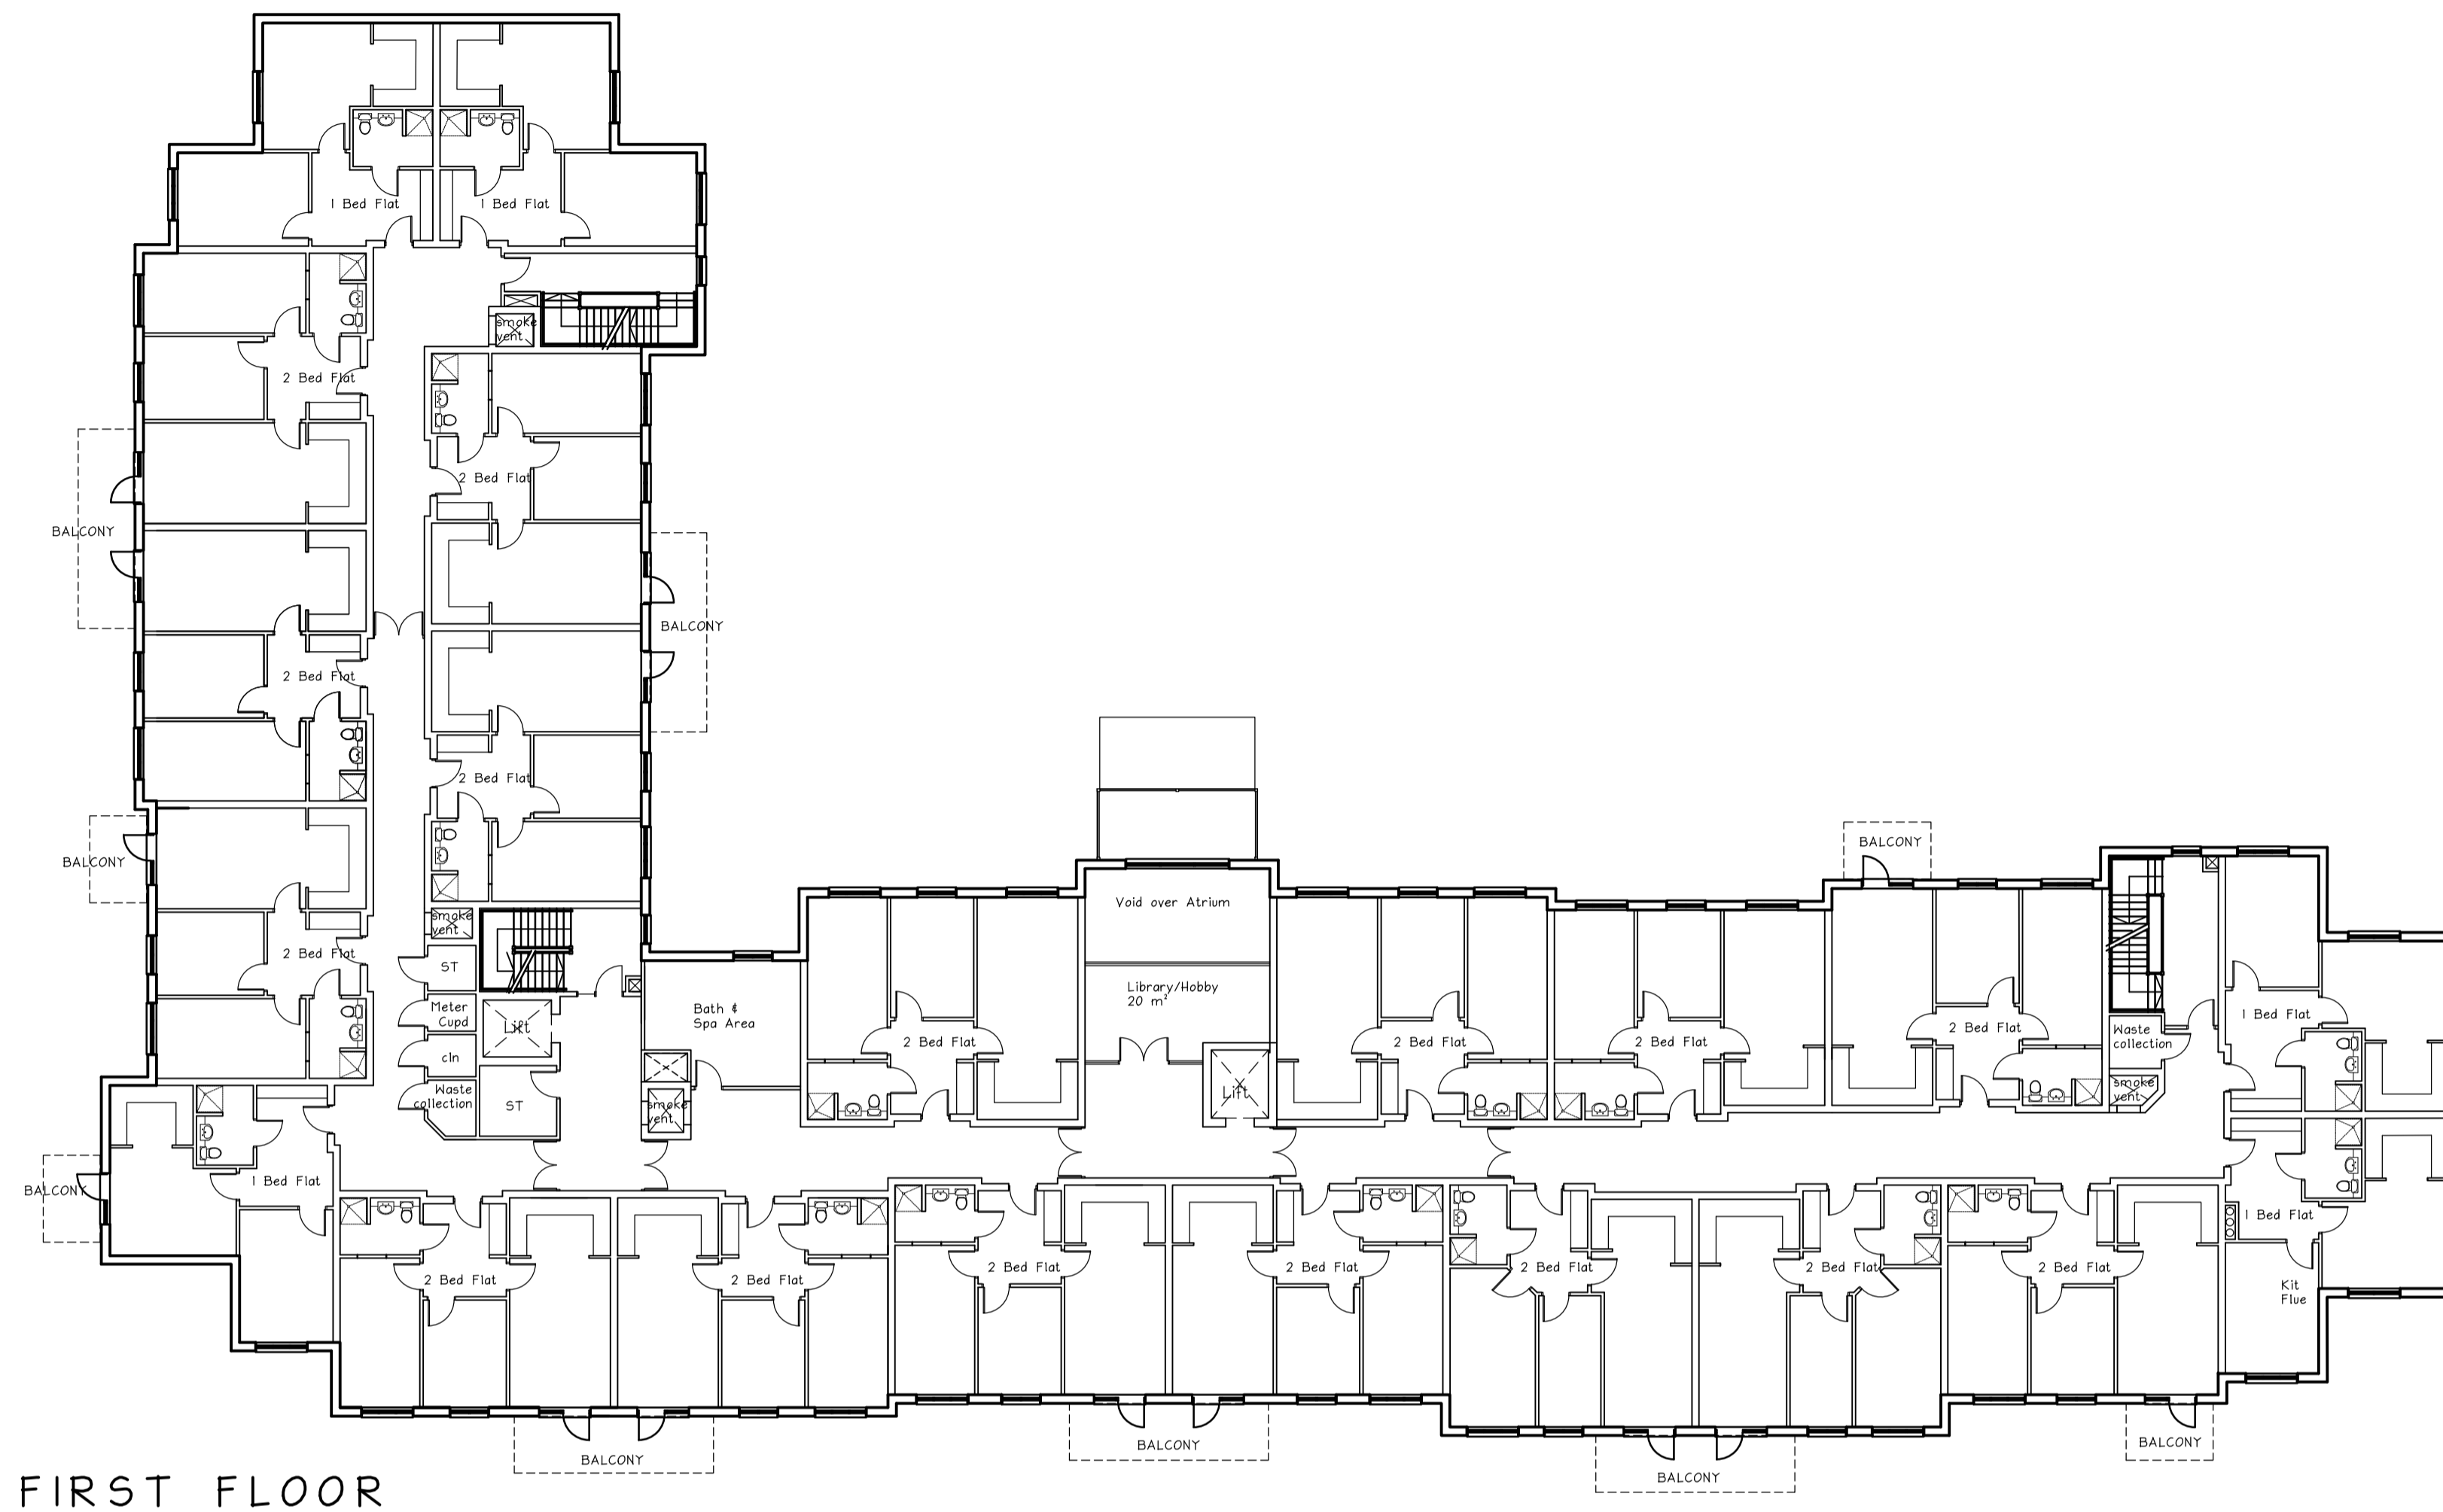 1 Bed Flat
1 Bed Flat
smoke
vent
2 Bed Flat
2 Bed Flat
BALCONY
BALCONY
2 Bed Flat
2 Bed Flat
BALCONY
BALCONY
smoke
vent
2 Bed Flat
ST
Void over Atrium
Library/Hobby
20 m²
Meter
Cupd
Lift
Bath &
Spa Area
cln
Waste
collection
ST
smoke
vent
2 Bed Flat
Lift
2 Bed Flat
2 Bed Flat
2 Bed Flat
1 Bed Flat
Waste
collection
smoke
vent
BALCONY
1 Bed Flat
1 Bed Flat
2 Bed Flat
2 Bed Flat
2 Bed Flat
2 Bed Flat
2 Bed Flat
2 Bed Flat
2 Bed Flat
Kit
Flue
BALCONY
BALCONY
BALCONY
BALCONY
FIRST FLOOR